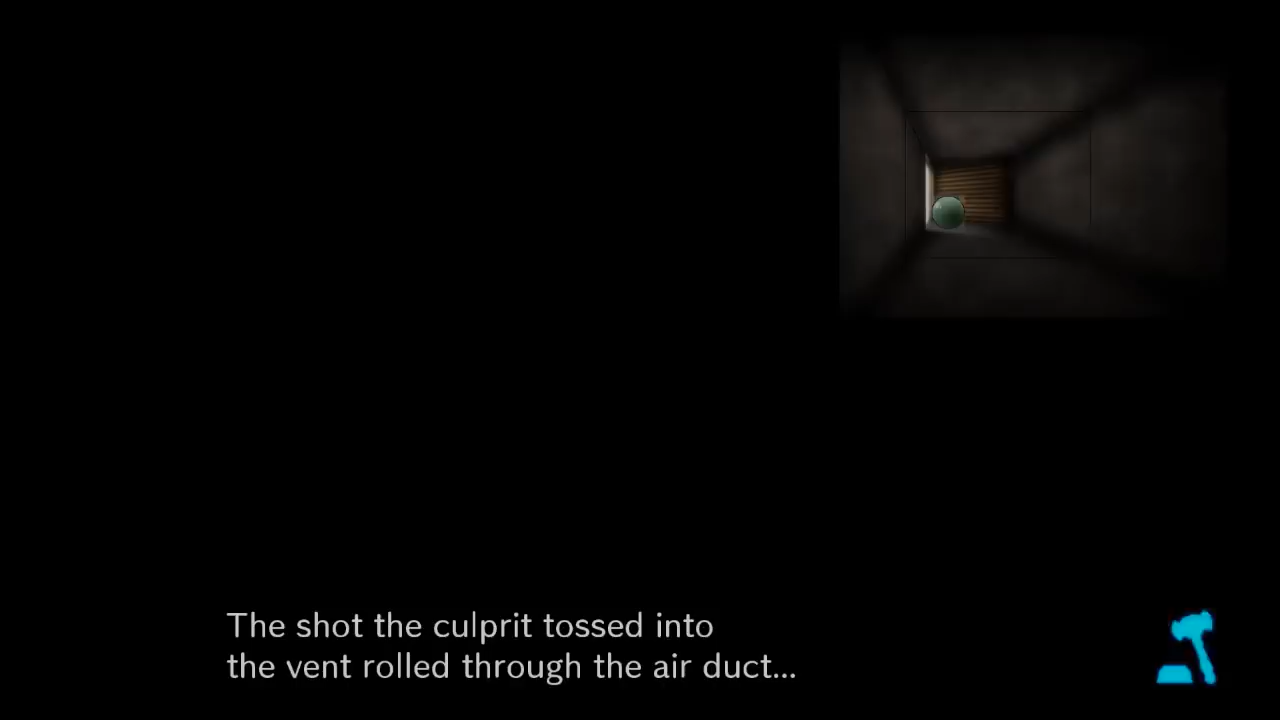 The shot the culprit tossed into
the vent rolled through the air duct...